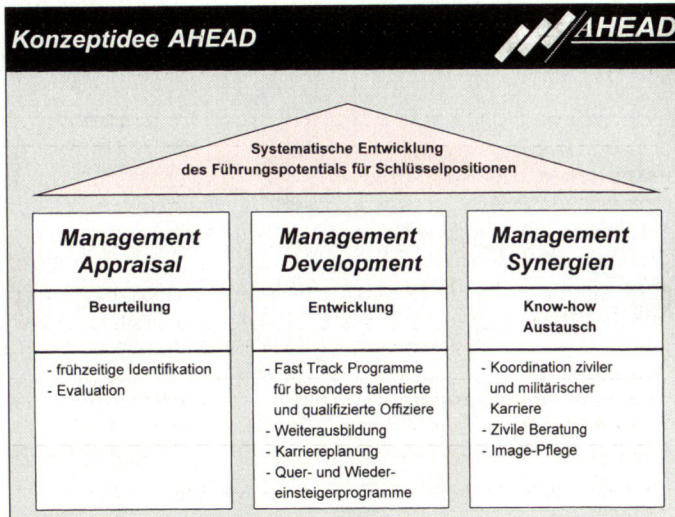 Konzeptidee AHEAD
AHEAD
Systematische Entwicklung
des Führungspotentials für Schlüsselpositionen
Management
Appraisal
Beurteilung
- frühzeitige Identifikation
- Evaluation
Management
Development
Entwicklung
- Fast Track Programme
für besonders talentierte
und qualifizierte Offiziere
- Weiterausbildung
- Karriereplanung
- Quer- und Wieder-
einsteigerprogramme
Management
Synergien
Know-how
Austausch
- Koordination ziviler
und militärischer
Karriere
- Zivile Beratung
- Image-Pflege